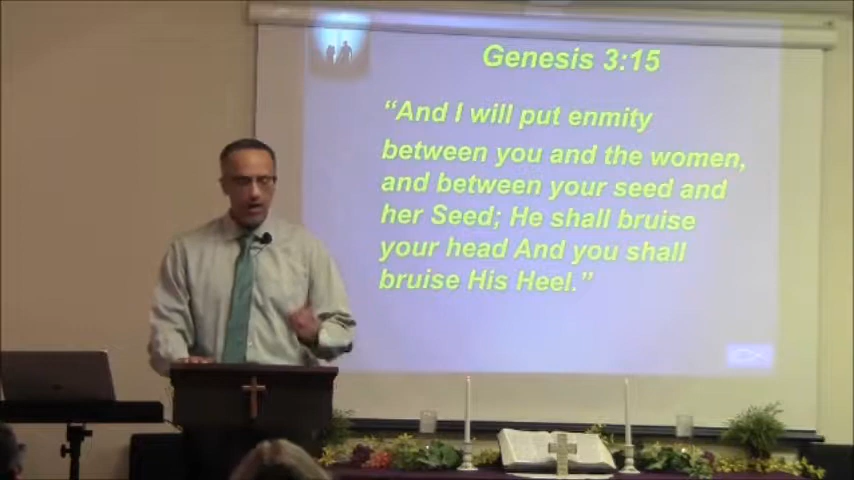 Genesis 3:15
“And I will put enmity
between you and the women,
and between your seed and
her Seed; He shall bruise
your head And you shall
bruise His Heel.”